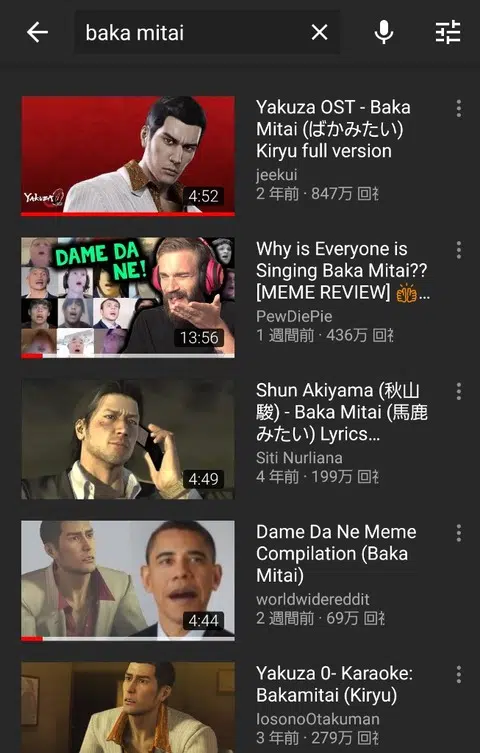 baka mitai
Yakuza OST - Baka
Mitai (ばかみたい)
Kiryu full version
jeekui
2 年前 · 847万 回
Yakuza 0
4:52
Why is Everyone is
Singing Baka Mitai??
[MEME REVIEW] 👏...
PewDiePie
1 週間前 · 436万 回
DAME DA
NE!
13:56
Shun Akiyama (秋山
駿) - Baka Mitai (馬鹿
みたい) Lyrics...
Siti Nurliana
4 年前 · 199万 回
4:49
Dame Da Ne Meme
Compilation (Baka
Mitai)
worldwidereddit
2 週間前 · 69万 回
4:44
Yakuza 0- Karaoke:
Bakamitai (Kiryu)
IosonoOtakuman
3 年前 · 279万 回